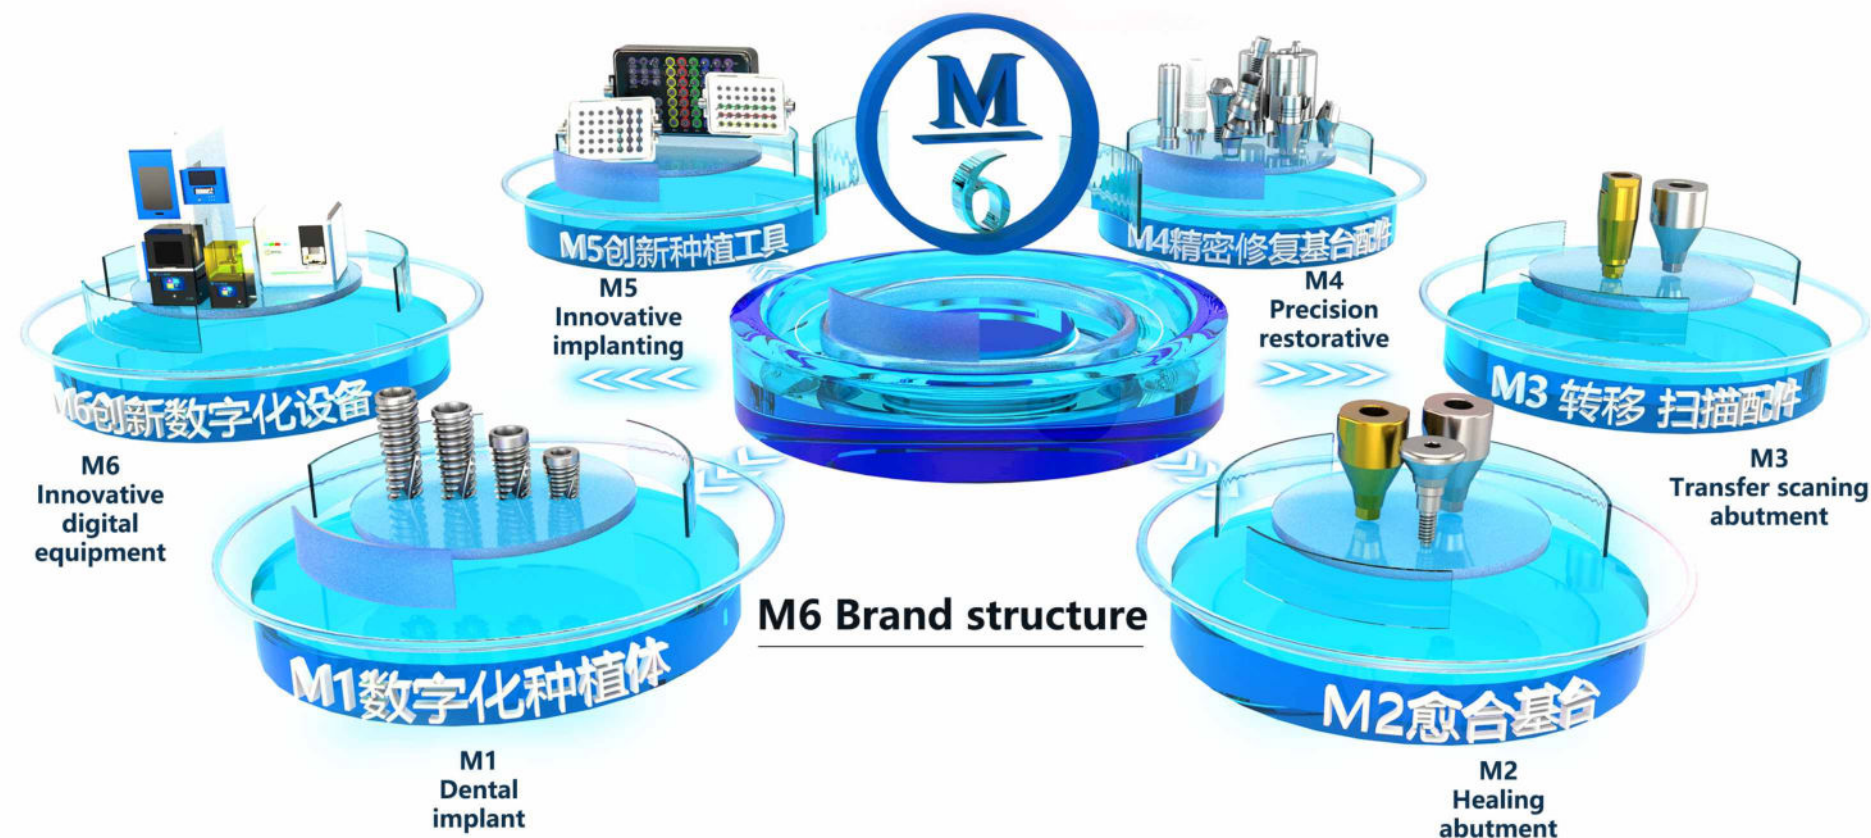 M
6
M5创新种植工具
M5
Innovative
implanting
M4精密修复基台配件
M4
Precision
restorative
M6创新数字化设备
M6
Innovative
digital
equipment
M3 转移 扫描配件
M3
Transfer scaning
abutment
M6 Brand structure
M1数字化种植体
M1
Dental
implant
M2愈合基台
M2
Healing
abutment